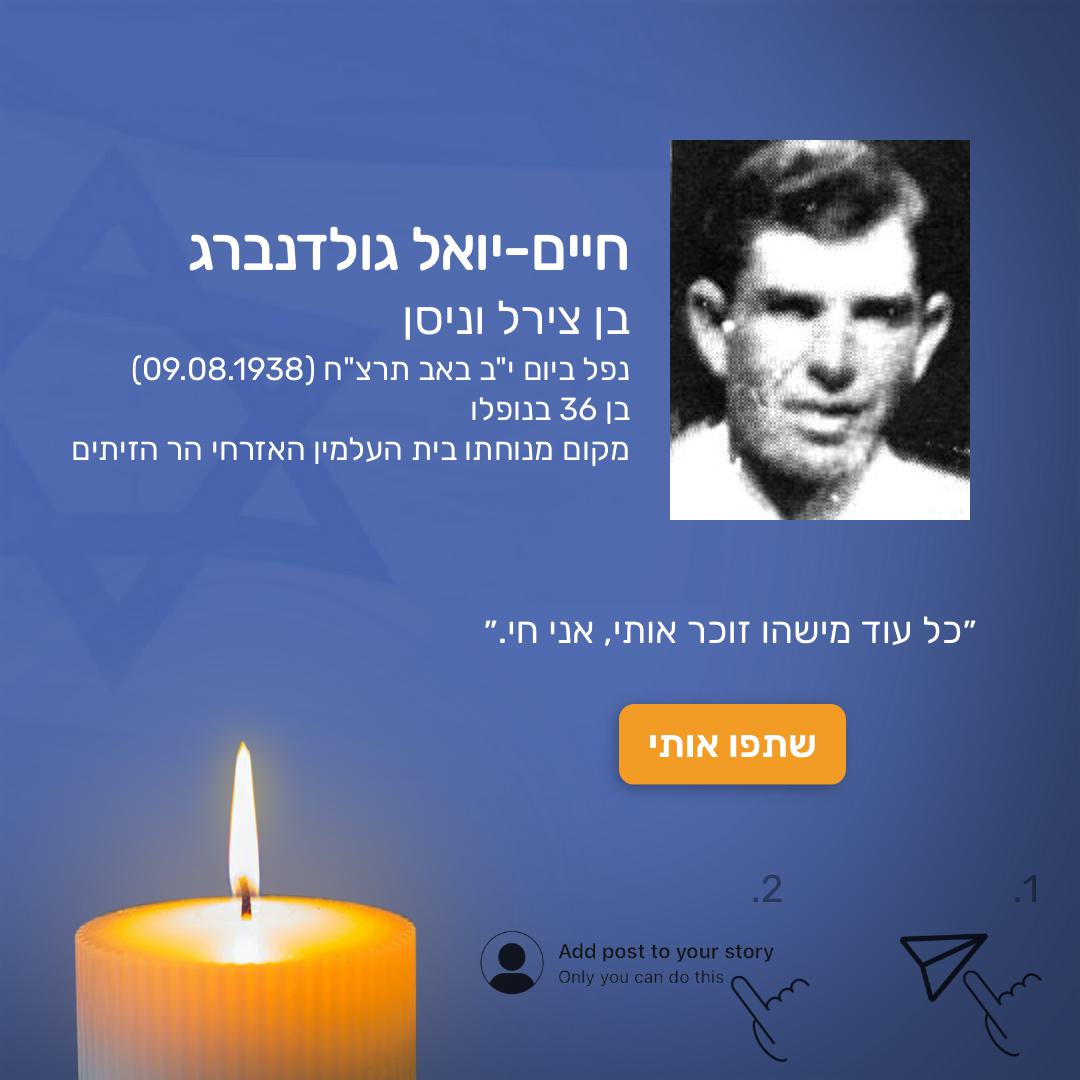 חיים-יואל גולדנברג
בן צירל וניסן
נפל ביום י"ב באב תרצ"ח (09.08.1938)
בן 36 בנופלו
מקום מנוחתו בית העלמין האזרחי הר הזיתים
״כל עוד מישהו זוכר אותי, אני חי.״
שתפו אותי
1.
2.
Add post to your story
Only you can do this